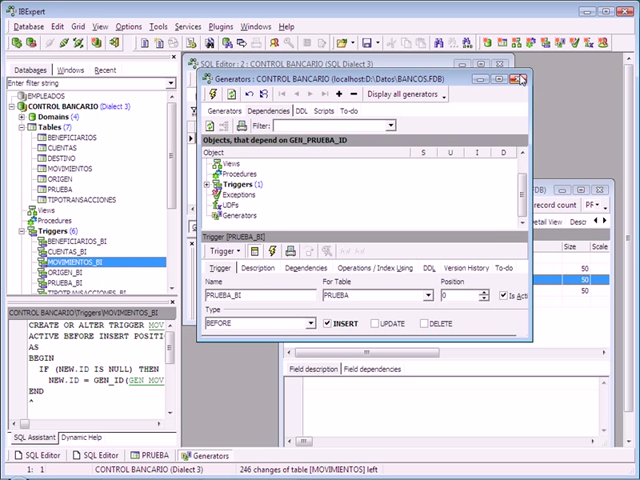 IBExpert
Database Edit Grid View Options Tools Services Plugins Windows Help
Databases Windows Recent
Enter filter string
EMPLEADOS
CONTROL BANCARIO (Dialect 3)
Domains (4)
Tables (7)
BENEFICIARIOS
CUENTAS
DESTINO
MOVIMIENTOS
ORIGEN
PRUEBA
TIPOTRANSACCIONES
Views
Procedures
Triggers (6)
BENEFICIARIOS_BI
CUENTAS_BI
MOVIMIENTOS_BI
ORIGEN_BI
PRUEBA_BI
TIPOTRANSACCIONES_BI
CONTROL BANCARIO\Triggers\MOVIMIENTOS_BI
CREATE OR ALTER TRIGGER MOV
ACTIVE BEFORE INSERT POSITI
AS
BEGIN
IF (NEW.ID IS NULL) THEN
NEW.ID = GEN_ID(GEN_MOV
END
^
SQL Assistant Dynamic Help
SQL Editor : 2 : CONTROL BANCARIO (SQL Dialect 3)
Generators : CONTROL BANCARIO (localhost:D:\Datos\BANCOS.FDB)
Display all generators
Generators Dependencies DDL Scripts To-do
Filter:
Objects, that depend on GEN_PRUEBA_ID
Object S U I D
Views
Procedures
Triggers (1)
Exceptions
UDFs
Generators
Trigger [PRUEBA_BI]
Trigger
Trigger Description Dependencies Operations / Index Using DDL Version History To-do
Name For Table Position
PRUEBA_BI PRUEBA 0 Is Acti
Type
BEFORE INSERT UPDATE DELETE
FDB)
record count PF
etail View Descr
Size Scale
50
50
50
Field description Field dependencies
SQL Editor SQL Editor PRUEBA Generators
1: 1 CONTROL BANCARIO (Dialect 3) 246 changes of table [MOVIMIENTOS] left